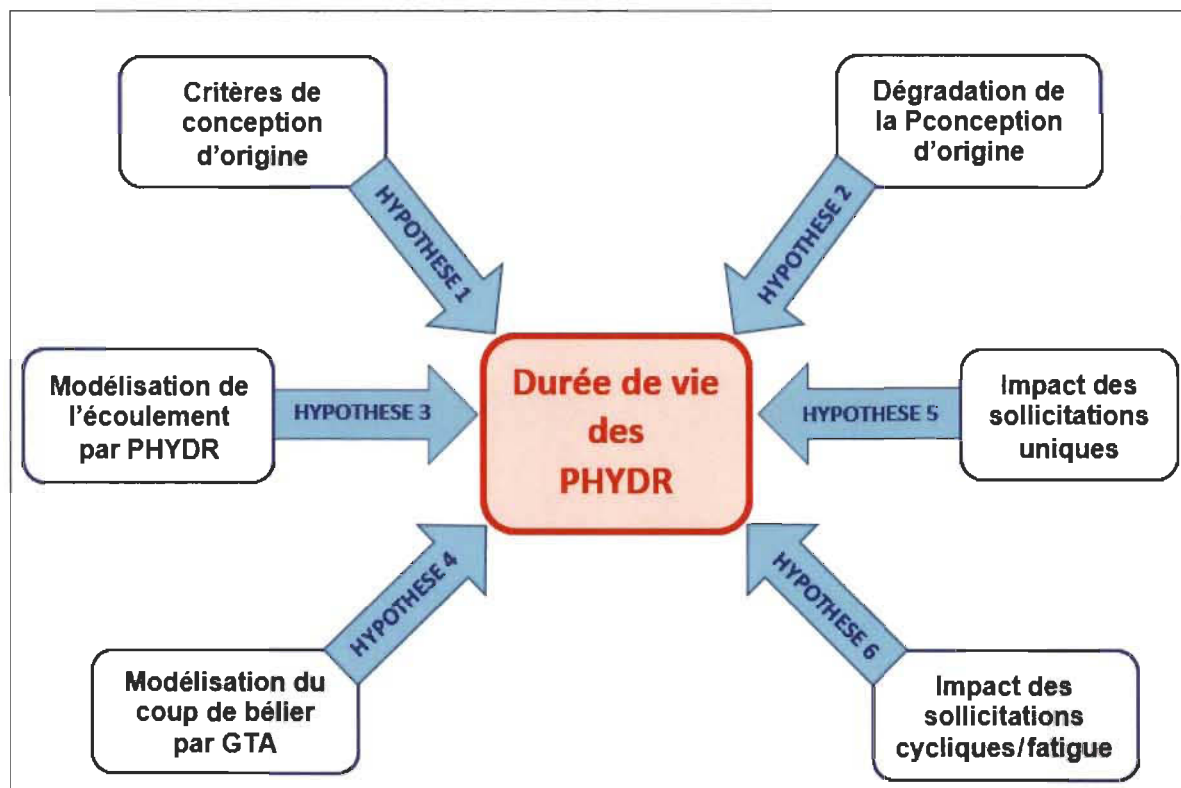 Critères de
conception
d'origine
HYPOTHESE 1
Dégradation de
la Pconception
d'origine
HYPOTHESE 2
Modélisation de
l'écoulement
par PHYDR
HYPOTHESE 3
Durée de vie
des
PHYDR
HYPOTHESE 5
Impact des
sollicitations
uniques
Modélisation du
coup de bélier
par GTA
HYPOTHESE 4
HYPOTHESE 6
Impact des
sollicitations
cycliques/fatigue